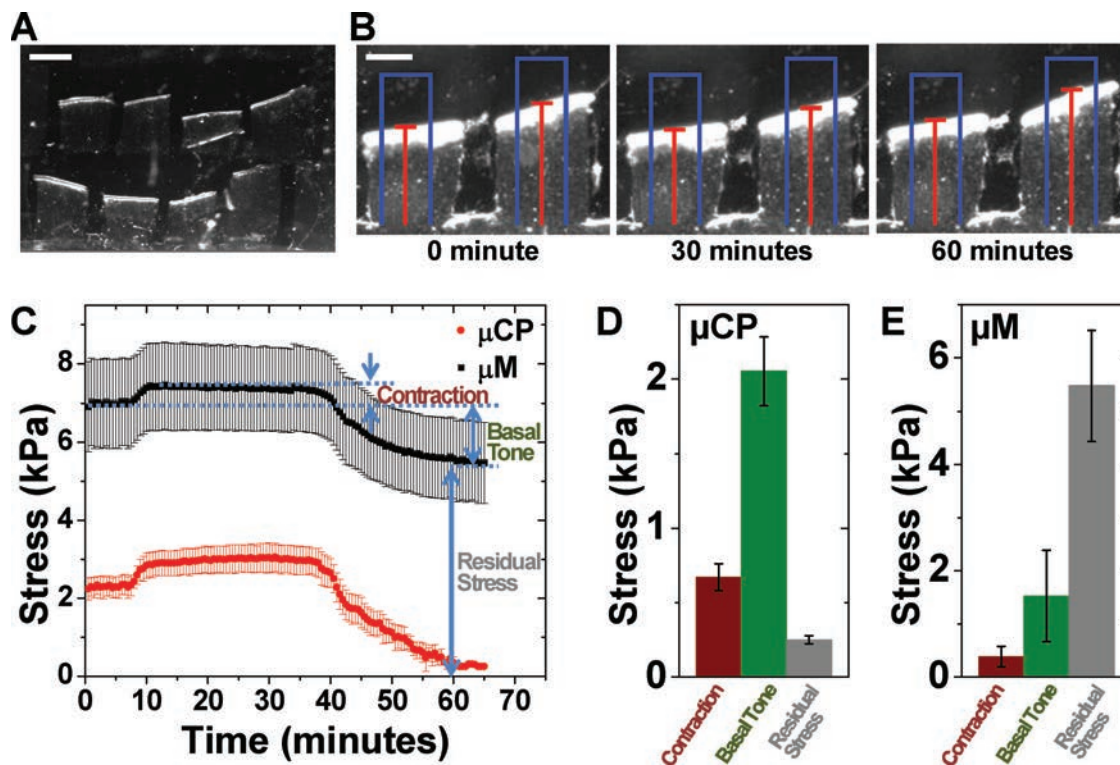 A
B
0 minute
30 minutes
60 minutes
C
μCP
μM
Contraction
Basal
Tone
Residual
Stress
Stress (kPa)
8
6
4
2
0
0 10 20 30 40 50 60 70
Time (minutes)
D
μCP
Stress (kPa)
2
1
0
Contraction
Basal Tone
Residual
Stress
E
μM
Stress (kPa)
6
4
2
0
Contraction
Basal Tone
Residual
Stress